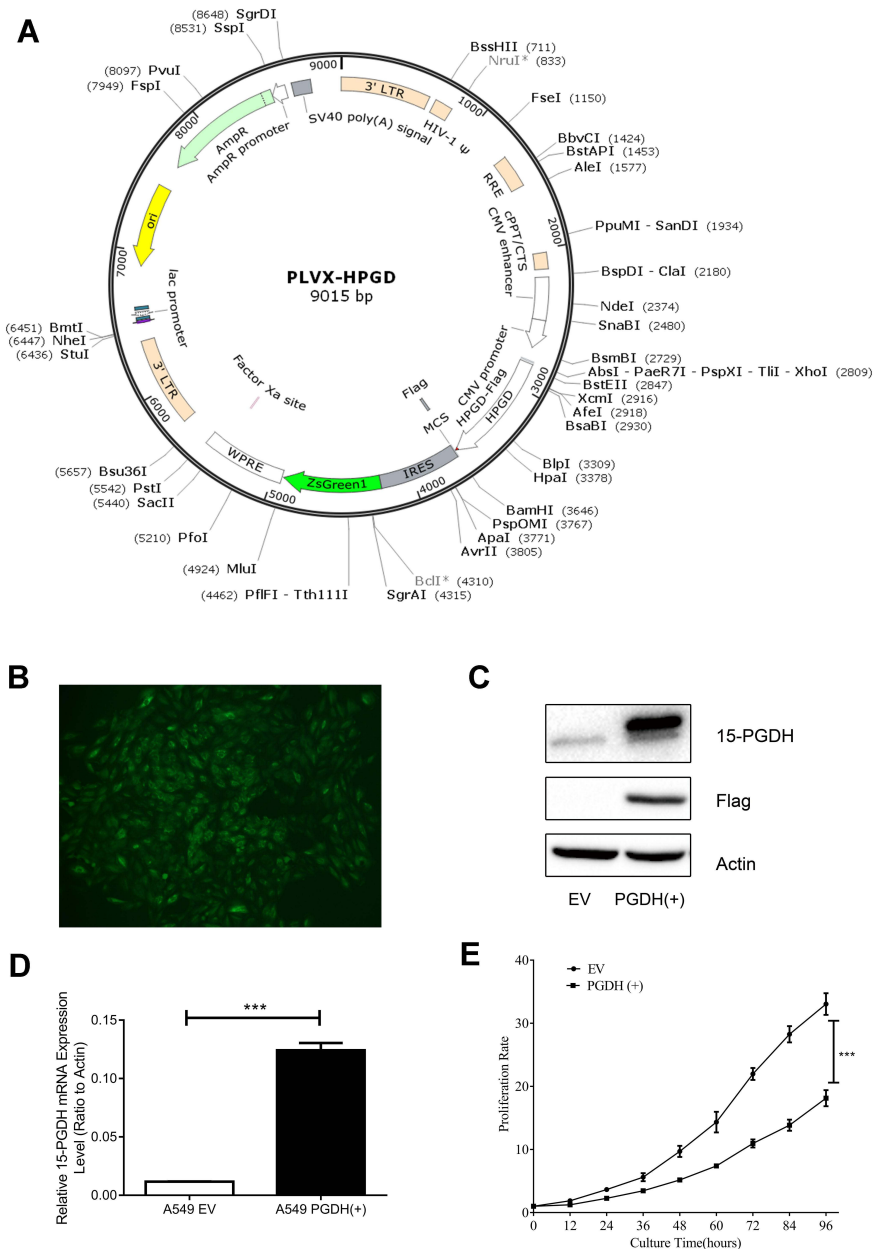 A
(8648) SgrDI
(8531) SspI
(8097) PvuI
(7949) FspI
BssHII (711)
NruI* (833)
FseI (1150)
BbvCI (1424)
BstAPI (1453)
AleI (1577)
PpuMI - SanDI (1934)
BspDI - ClaI (2180)
NdeI (2374)
SnaBI (2480)
BsmBI (2729)
AbsI - PaeR7I - PspXI - TliI - XhoI (2809)
BstEII (2847)
XcmI (2916)
AfeI (2918)
BsaBI (2930)
BlpI (3309)
HpaI (3378)
BamHI (3646)
PspOMI (3767)
ApaI (3771)
AvrII (3805)
BclI* (4310)
SgrAI (4315)
(4462) PflFI - Tth111I
(4924) MluI
(5210) PfoI
(5440) SacII
(5542) PstI
(5657) Bsu36I
(6436) StuI
(6447) NheI
(6451) BmtI
9000
1000
2000
3000
4000
5000
6000
7000
8000
3' LTR
HIV-1 Ψ
RRE
cPPT/CTS
CMV enhancer
CMV promoter
HPGD-Flag
HPGD
Flag
MCS
IRES
ZsGreen1
WPRE
Factor Xa site
3' LTR
lac promoter
ori
AmpR
AmpR promoter
SV40 poly(A) signal
PLVX-HPGD
9015 bp
B
C
15-PGDH
Flag
Actin
EV PGDH(+)
D
Relative 15-PGDH mRNA Expression
Level (Ratio to Actin)
0.15
0.10
0.05
0.00
***
A549 EV
A549 PGDH(+)
E
Proliferation Rate
40
30
20
10
0
EV
PGDH (+)
***
0 12 24 36 48 60 72 84 96
Culture Time(hours)